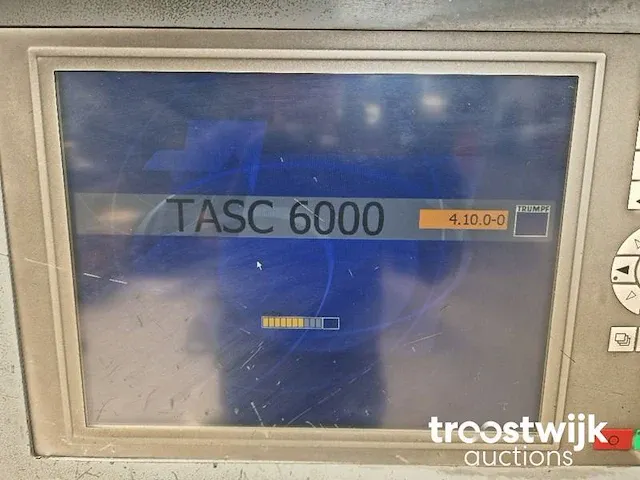 TASC 6000
4.10.0-0
TRUMPF
troostwijk
auctions